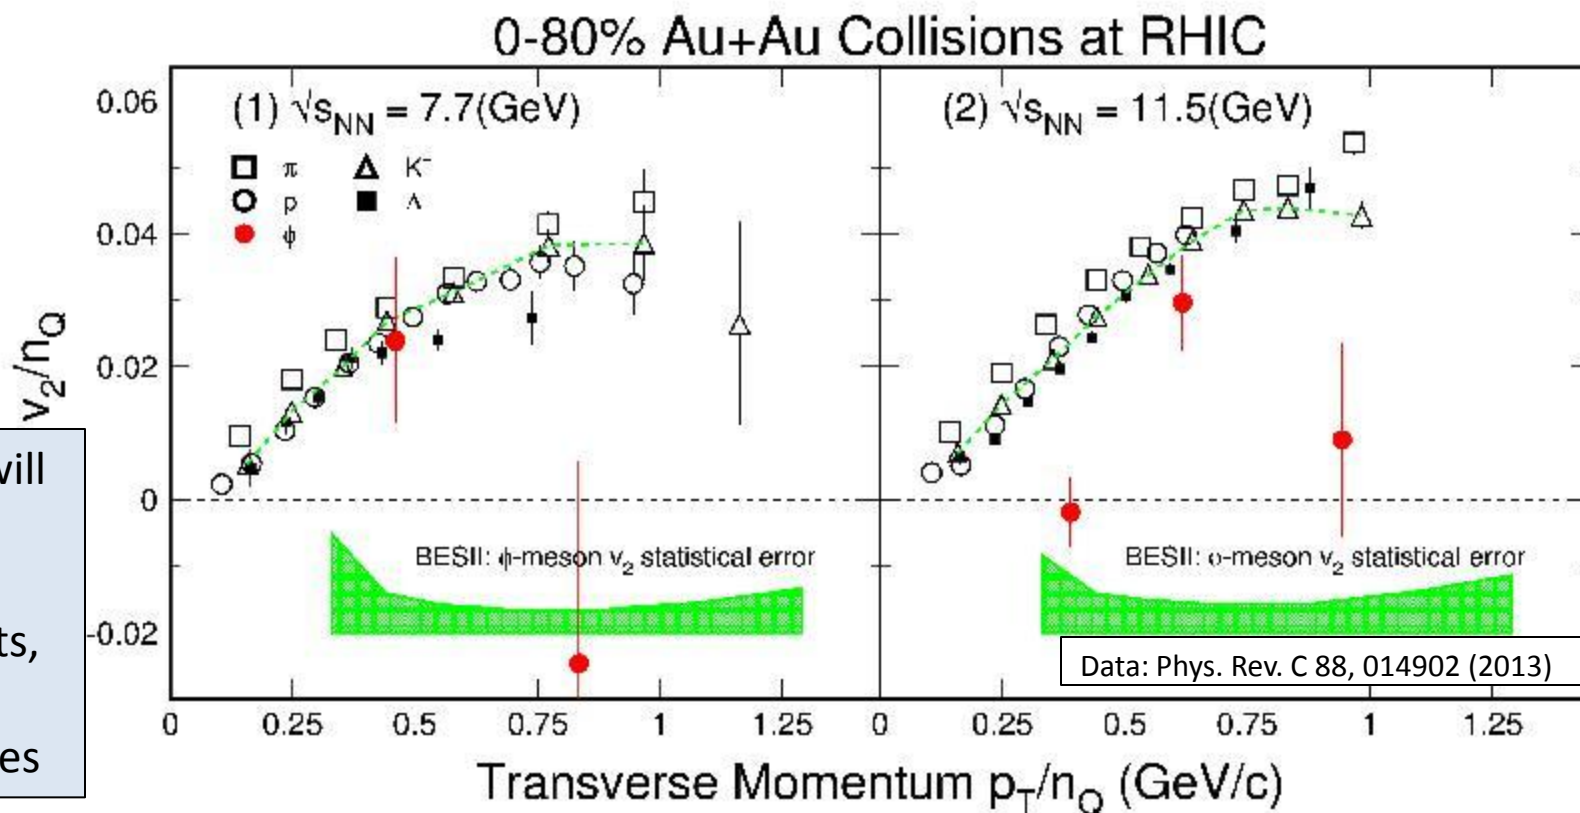 0-80% Au+Au Collisions at RHIC
(1) √sNN = 7.7(GeV)
(2) √sNN = 11.5(GeV)
π
K-
p
Λ
ϕ
0.06
0.04
0.02
0
-0.02
v2/nQ
will
ts,
es
BESII: ϕ-meson v2 statistical error
BESII: υ-meson v2 statistical error
Data: Phys. Rev. C 88, 014902 (2013)
0 0.25 0.5 0.75 1 1.25 0 0.25 0.5 0.75 1 1.25
Transverse Momentum pT/nQ (GeV/c)